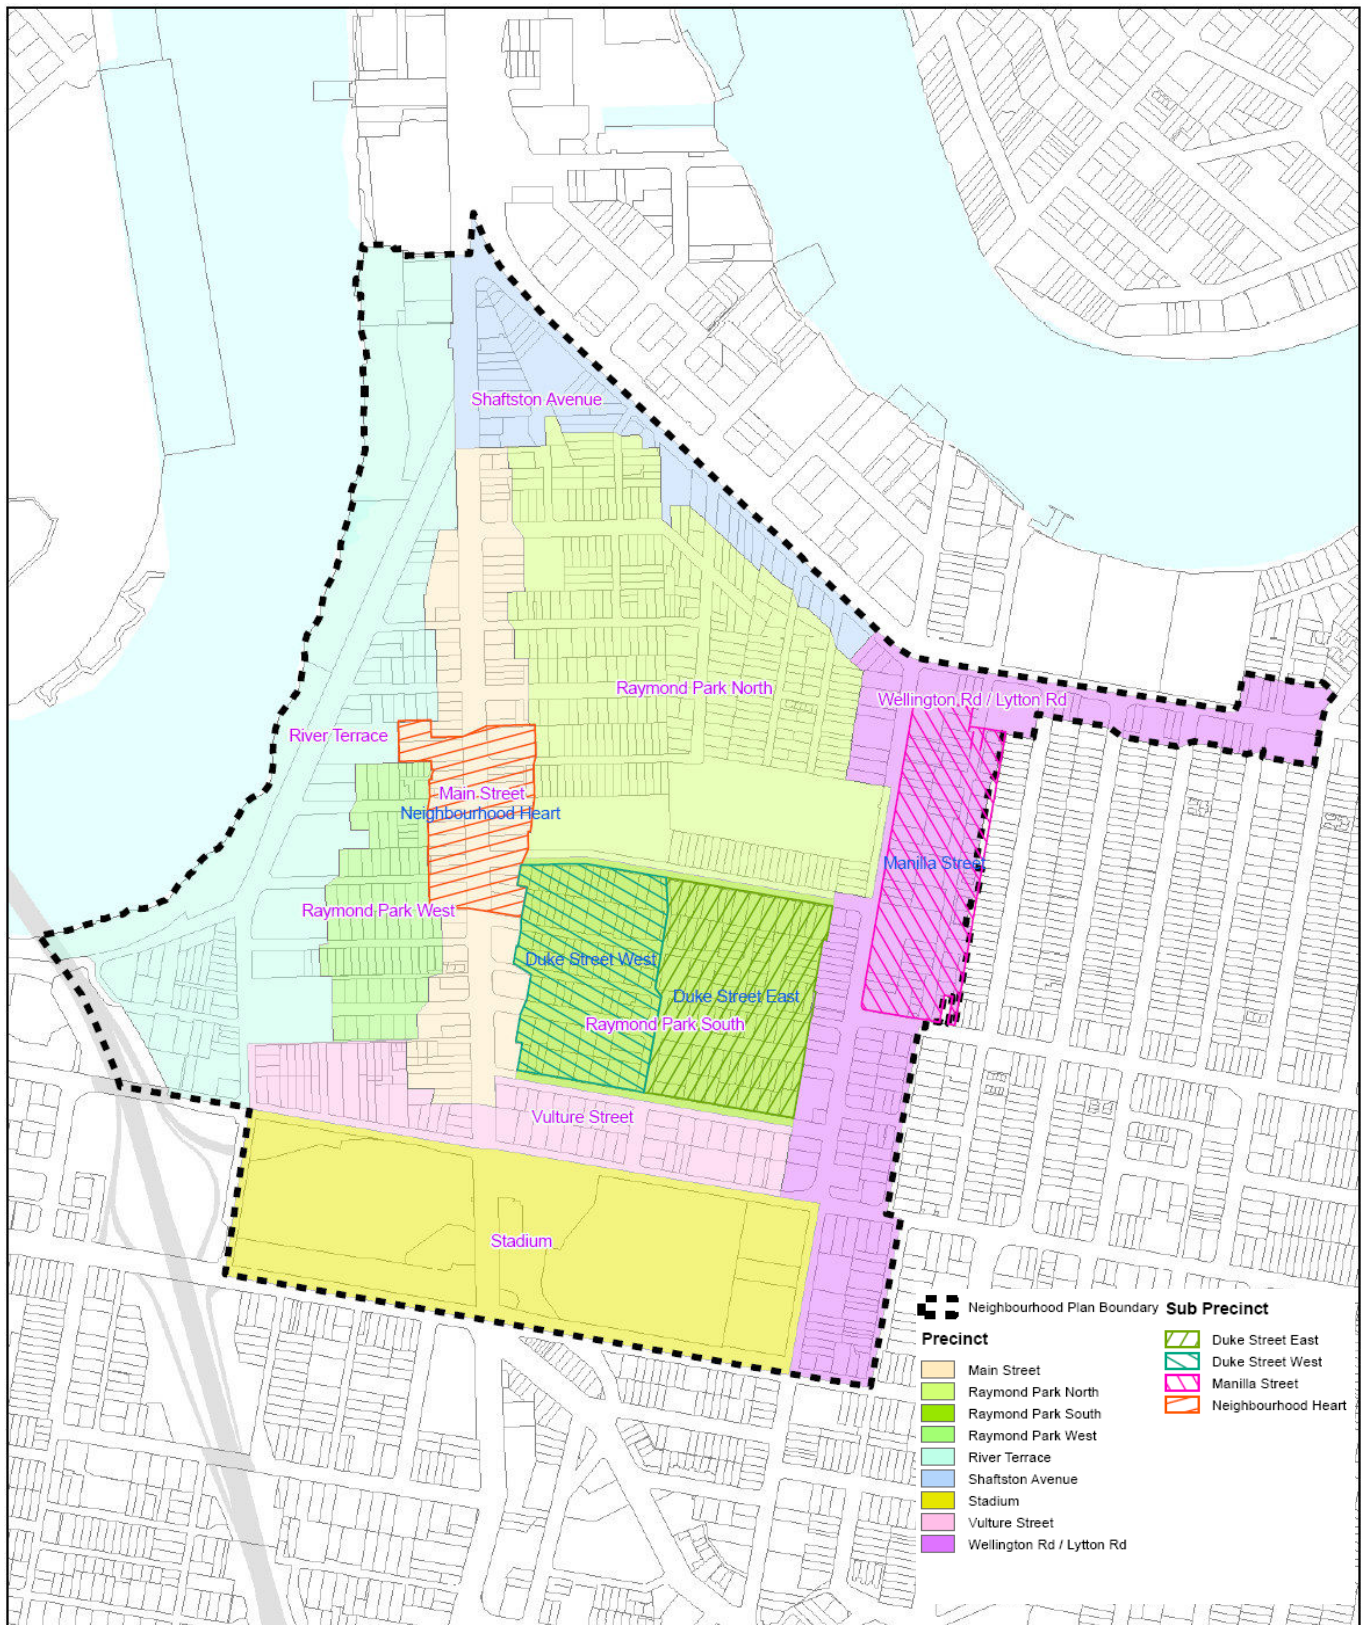 Shaftston Avenue
Raymond Park North
Wellington Rd / Lytton Rd
River Terrace
Main Street
Neighbourhood Heart
Manilla Street
Raymond Park West
Duke Street West
Duke Street East
Raymond Park South
Vulture Street
Stadium
Neighbourhood Plan Boundary
Precinct
Main Street
Raymond Park North
Raymond Park South
Raymond Park West
River Terrace
Shaftston Avenue
Stadium
Vulture Street
Wellington Rd / Lytton Rd
Sub Precinct
Duke Street East
Duke Street West
Manilla Street
Neighbourhood Heart